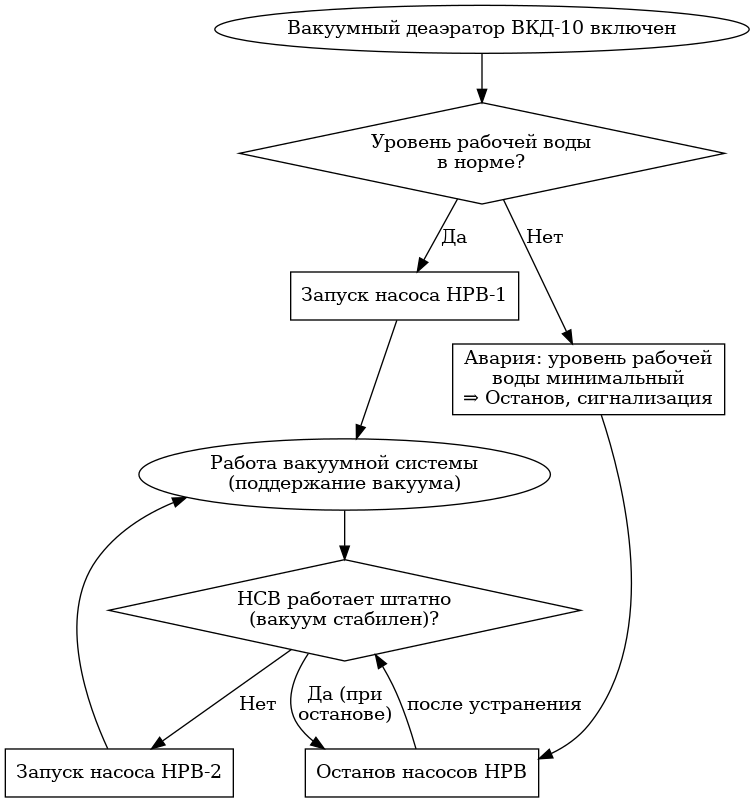 Вакуумный деаэратор ВКД-10 включен
Уровень рабочей воды
в норме?
Да
Нет
Запуск насоса НРВ-1
Авария: уровень рабочей
воды минимальный
⇒ Останов, сигнализация
Работа вакуумной системы
(поддержание вакуума)
НСВ работает штатно
(вакуум стабилен)?
Нет
Да (при
останове)
после устранения
Запуск насоса НРВ-2
Останов насосов НРВ